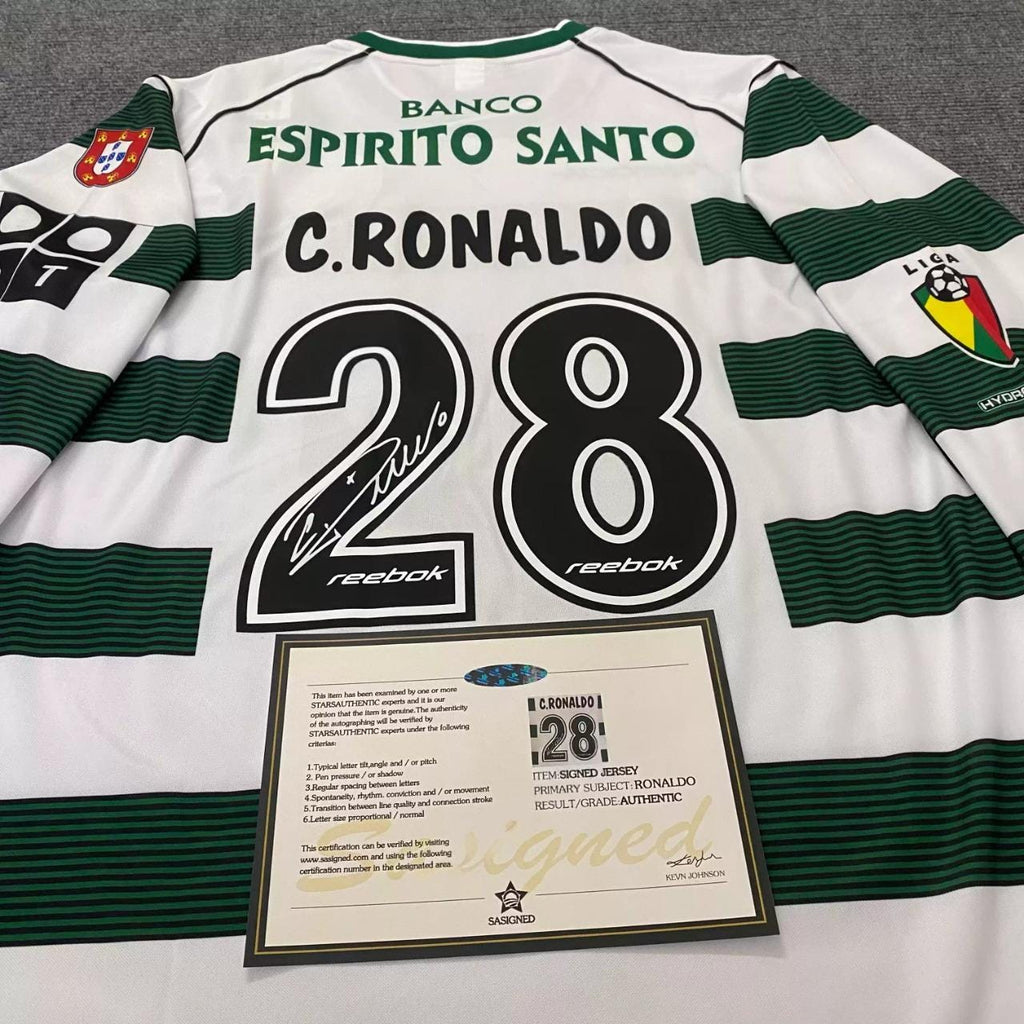 BANCO
ESPIRITO SANTO
C.RONALDO
T
LIGA
HYDR
28
reebok
reebok
This item has been examined by one or more
STARSAUTHENTIC experts and it is our
opinion that the item is genuine.The authenticity
of the autographing will be verified by
STARSAUTHENTIC experts under the following
criterias:
1.Typical letter tilt,angle and / or pitch
2. Pen pressure / or shadow
3.Regular spacing between letters
4.Spontaneity, rhythm. conviction and / or movement
5.Transition between line quality and connection stroke
6.Letter size proportional / normal
This certification can be verified by visiting
www.sasigned.com and using the following
certification number in the designated area.
C.RONALDO
28
ITEM:SIGNED JERSEY
PRIMARY SUBJECT:RONALDO
RESULT/GRADE:AUTHENTIC
Sasigned
KEVN JOHNSON
SASIGNED